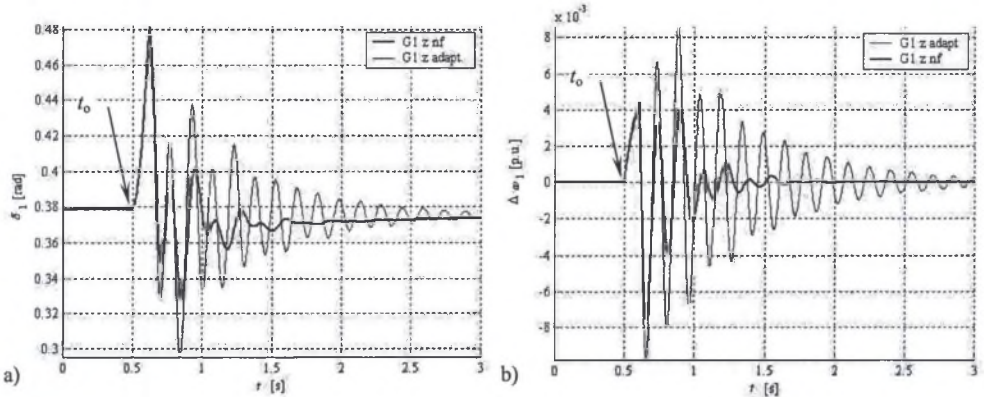 0.48
0.46
0.44
0.42
0.4
0.38
0.36
0.34
0.32
0.3
δ 1 [rad]
t₀
G1 z nf
G1 z adapt.
0
0.5
1
1.5
2
2.5
3
t [s]
a)
x 10⁻³
8
6
4
2
0
-2
-4
-6
-8
Δ ω 1 [p.u.]
t₀
G1 z adapt.
G1 z nf
0
0.5
1
1.5
2
2.5
3
t [s]
b)